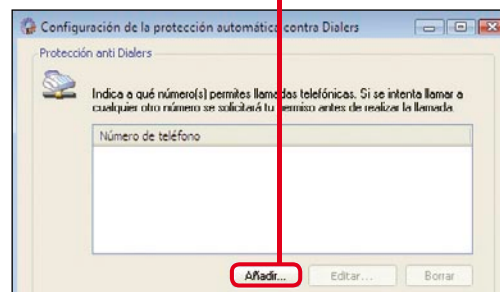 Configuración de la protección automática contra Dialers
Protección anti Dialers
Indica a qué número(s) permites llamadas telefónicas. Si se intenta llamar a
cualquier otro número se solicitará tu permiso antes de realizar la llamada.
Número de teléfono
Añadir... Editar... Borrar